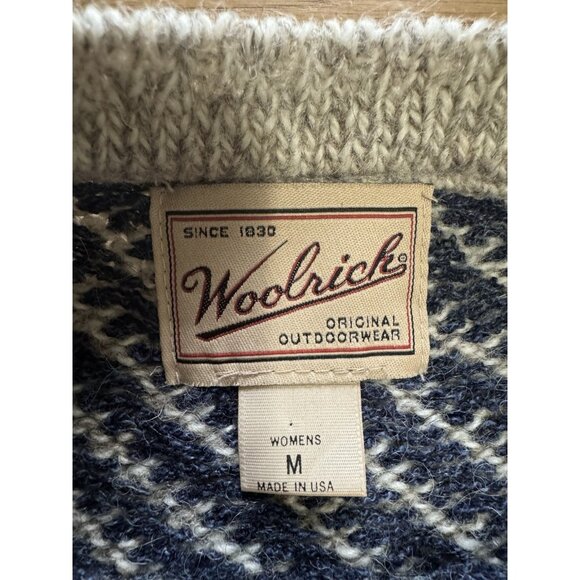 SINCE 1830
Woolrich®
ORIGINAL
OUTDOORWEAR
WOMENS
M
MADE IN USA